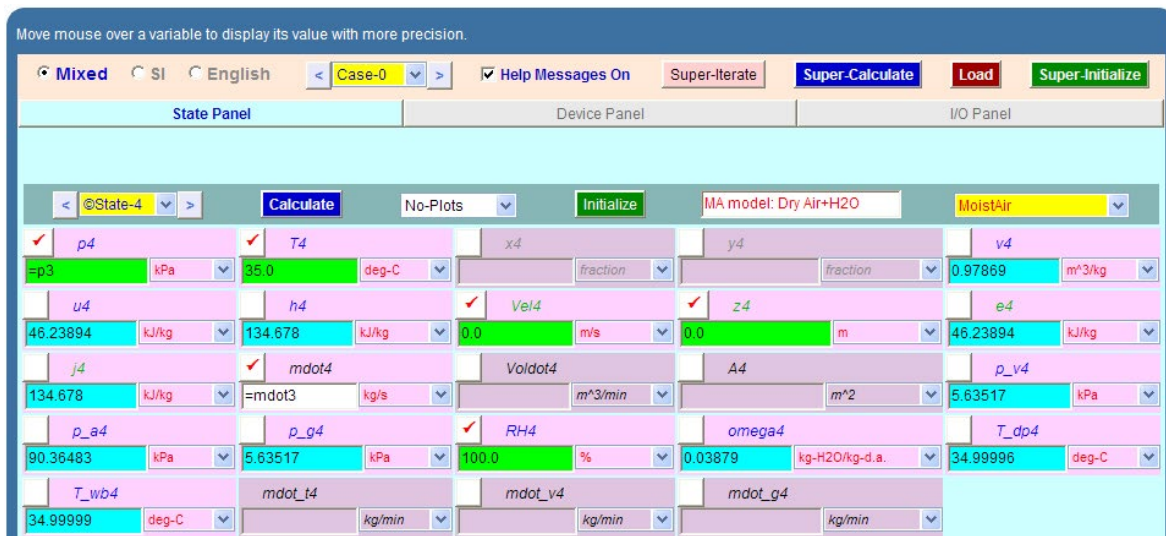 Move mouse over a variable to display its value with more precision.
Mixed SI English < Case-0 > Help Messages On Super-Iterate Super-Calculate Load Super-Initialize
State Panel Device Panel I/O Panel
< ©State-4 > Calculate No-Plots Initialize MA model: Dry Air+H2O MoistAir
p4 T4 x4 y4 v4
=p3 kPa 35.0 deg-C fraction fraction 0.97869 m^3/kg
u4 h4 Vel4 z4 e4
46.23894 kJ/kg 134.678 kJ/kg 0.0 m/s 0.0 m 46.23894 kJ/kg
j4 mdot4 Voldot4 A4 p_v4
134.678 kJ/kg =mdot3 kg/s m^3/min m^2 5.63517 kPa
p_a4 p_g4 RH4 omega4 T_dp4
90.36483 kPa 5.63517 kPa 100.0 % 0.03879 kg-H2O/kg-d.a. 34.99996 deg-C
T_wb4 mdot_t4 mdot_v4 mdot_g4
34.99999 deg-C kg/min kg/min kg/min